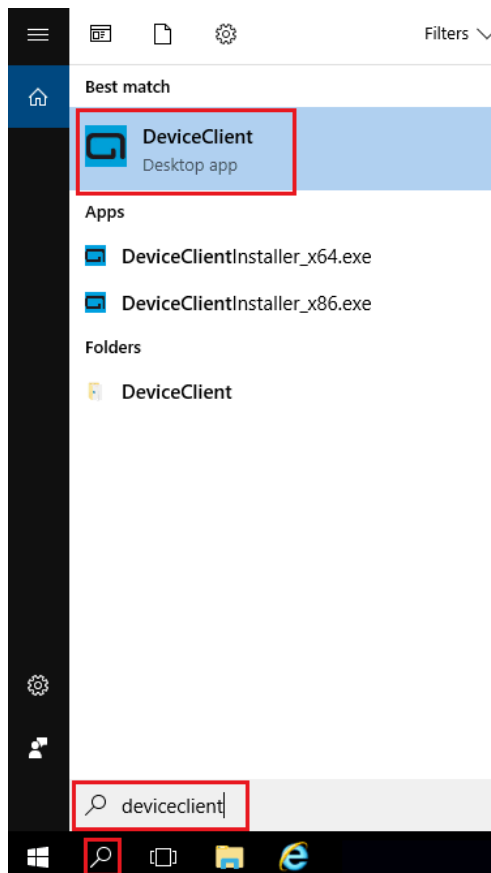 Filters
Best match
DeviceClient
Desktop app
Apps
DeviceClientInstaller_x64.exe
DeviceClientInstaller_x86.exe
Folders
DeviceClient
deviceclient